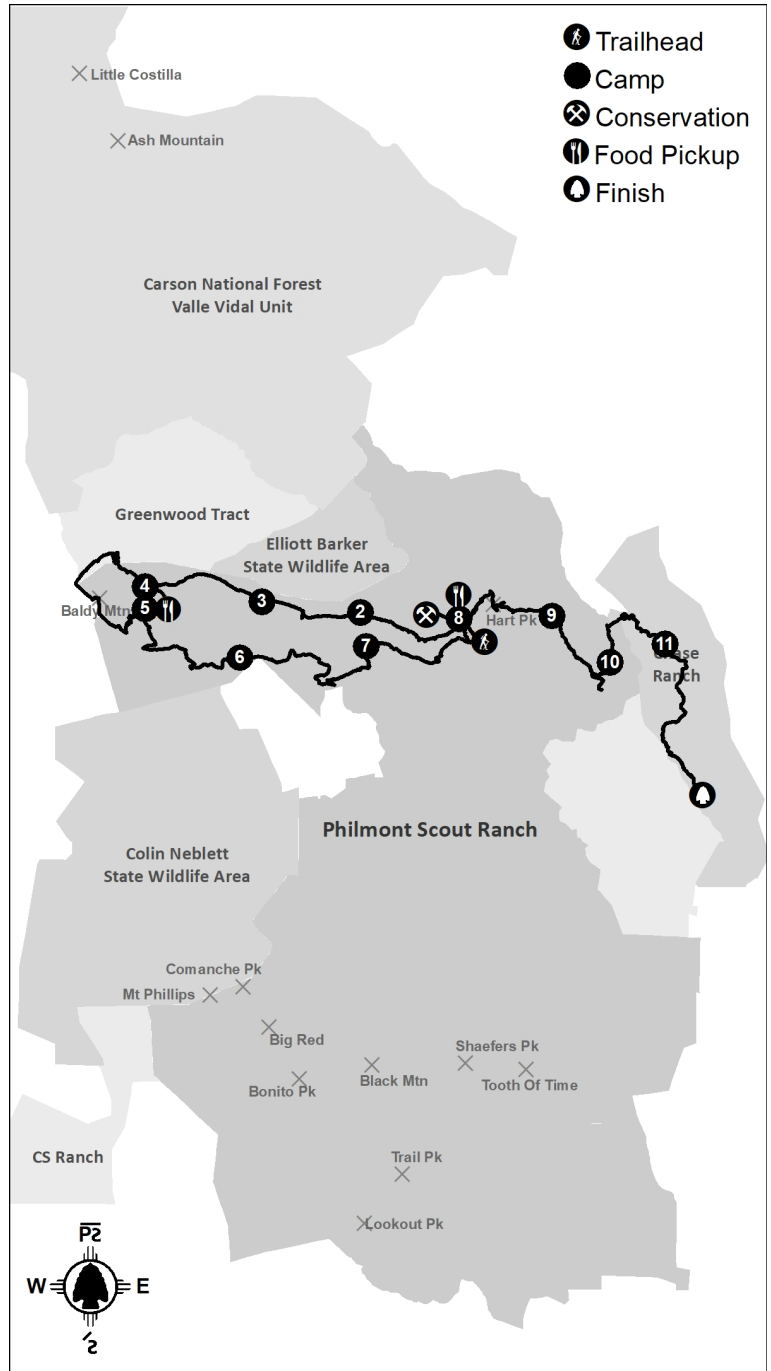 Trailhead
Camp
Conservation
Food Pickup
Finish
Little Costilla
Ash Mountain
Carson National Forest
Valle Vidal Unit
Greenwood Tract
Elliott Barker
State Wildlife Area
4
3
Baldy Mtn
5
2
8
Hart Pk
9
7
6
10
11
Chase
Ranch
Philmont Scout Ranch
Colin Neblett
State Wildlife Area
Comanche Pk
Mt Phillips
Big Red
Shaefers Pk
Black Mtn
Bonito Pk
Tooth Of Time
CS Ranch
Trail Pk
Lookout Pk
W
E